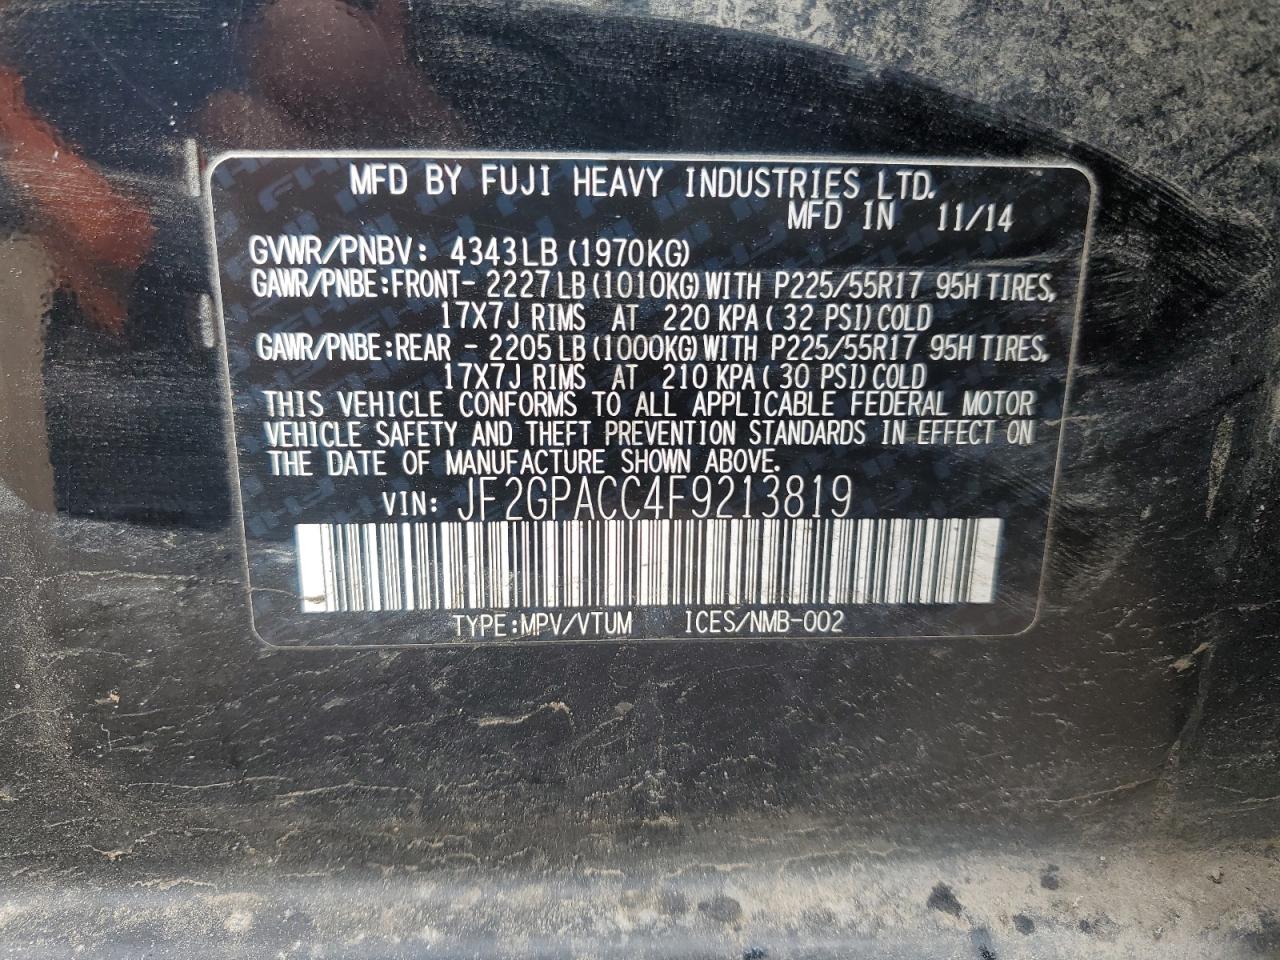 MFD BY FUJI HEAVY INDUSTRIES LTD.
MFD IN 11/14
GVWR/PNBV: 4343LB (1970KG)
GAWR/PNBE:FRONT- 2227LB (1010KG) WITH P225/55R17 95H TIRES,
17X7J RIMS AT 220 KPA ( 32 PSI) COLD
GAWR/PNBE:REAR - 2205LB (1000KG) WITH P225/55R17 95H TIRES,
17X7J RIMS AT 210 KPA ( 30 PSI) COLD
THIS VEHICLE CONFORMS TO ALL APPLICABLE FEDERAL MOTOR
VEHICLE SAFETY AND THEFT PREVENTION STANDARDS IN EFFECT ON
THE DATE OF MANUFACTURE SHOWN ABOVE.
VIN: JF2GPACC4F9213819
TYPE:MPV/VTUM ICES/NMB-002